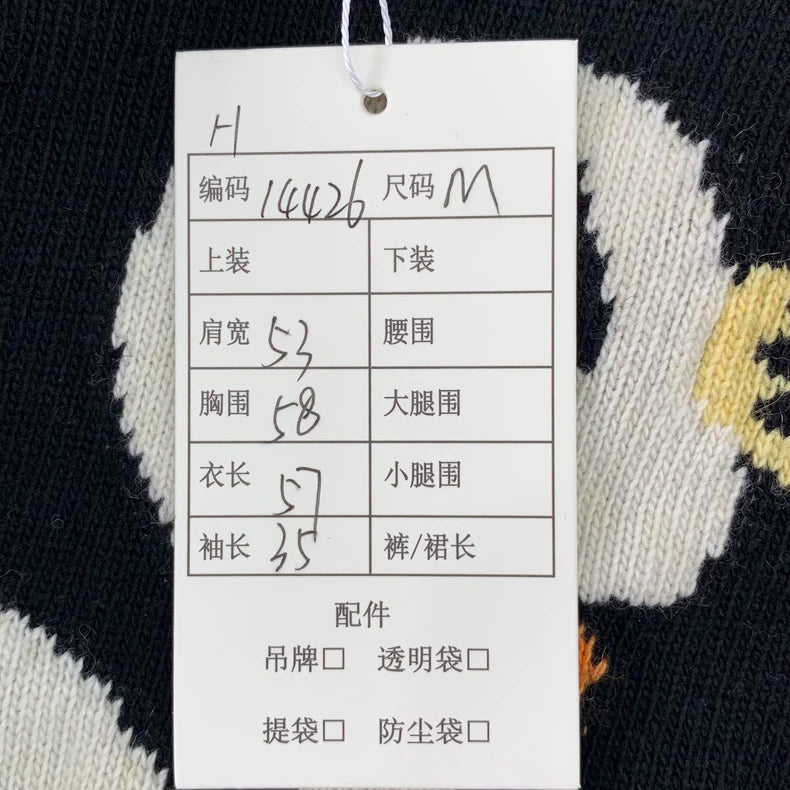 H
编码 14426 尺码 M
上装 下装
肩宽 53 腰围
胸围 58 大腿围
衣长 57 小腿围
袖长 35 裤/裙长
配件
吊牌□ 透明袋□
提袋□ 防尘袋□